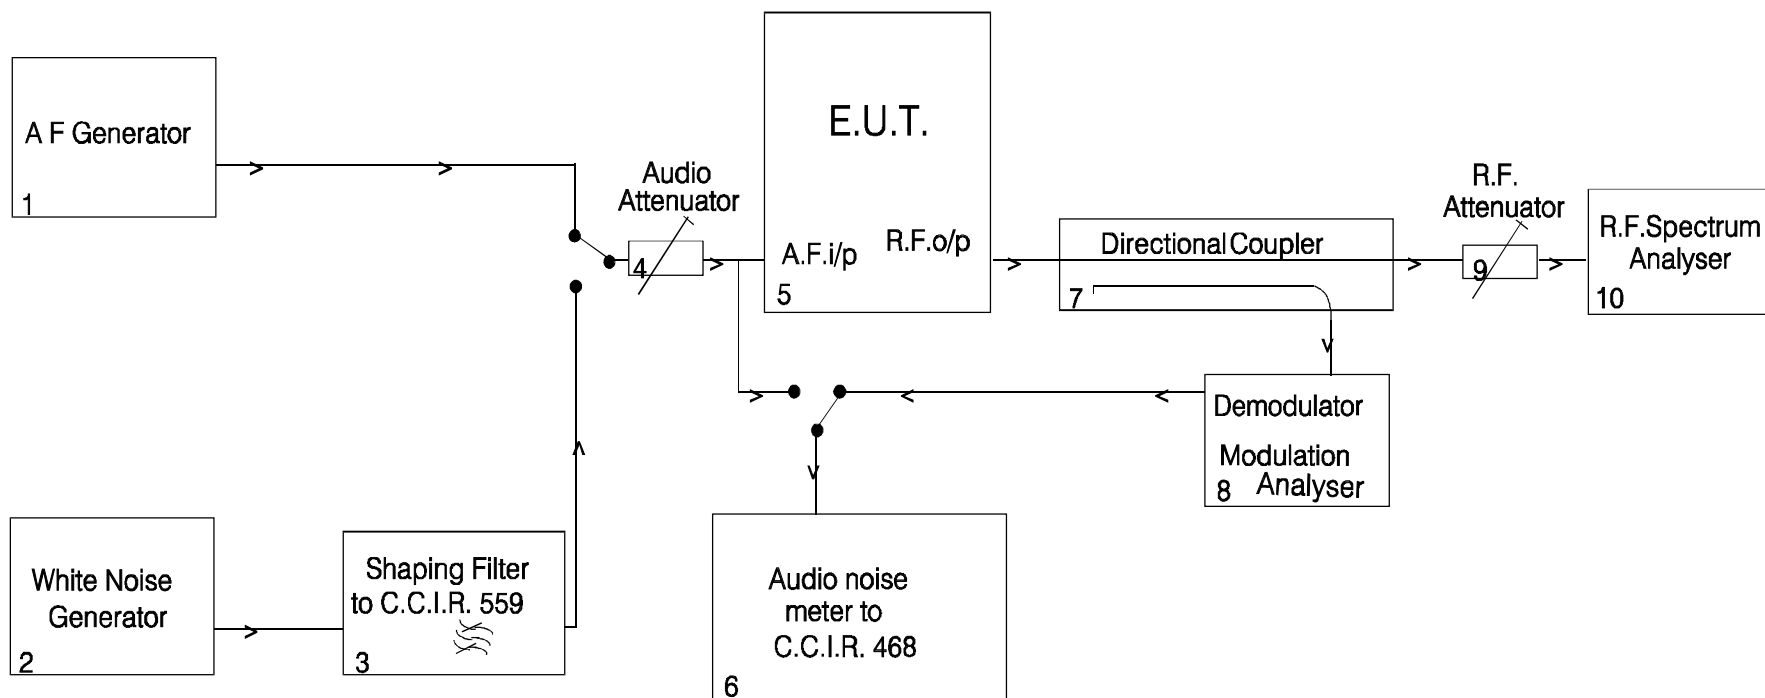 A F Generator
1
White Noise
Generator
2
Shaping Filter
to C.C.I.R. 559
3
Audio
Attenuator
4
E.U.T.
A.F.i/p
R.F.o/p
5
Audio noise
meter to
C.C.I.R. 468
6
Directional Coupler
7
Demodulator
Modulation
Analyser
8
R.F.
Attenuator
9
R.F.Spectrum
Analyser
10